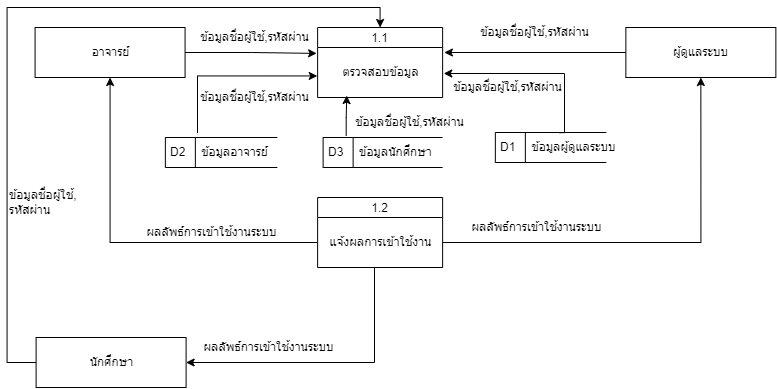 1.1
อาจารย์
ข้อมูลชื่อผู้ใช้,รหัสผ่าน
ตรวจสอบข้อมูล
ข้อมูลชื่อผู้ใช้,รหัสผ่าน
ผู้ดูแลระบบ
ข้อมูลชื่อผู้ใช้,รหัสผ่าน
ข้อมูลชื่อผู้ใช้,รหัสผ่าน
ข้อมูลชื่อผู้ใช้,รหัสผ่าน
D2 ข้อมูลอาจารย์
D3 ข้อมูลนักศึกษา
D1 ข้อมูลผู้ดูแลระบบ
ข้อมูลชื่อผู้ใช้,
รหัสผ่าน
1.2
ผลลัพธ์การเข้าใช้งานระบบ
แจ้งผลการเข้าใช้งาน
ผลลัพธ์การเข้าใช้งานระบบ
ผลลัพธ์การเข้าใช้งานระบบ
นักศึกษา